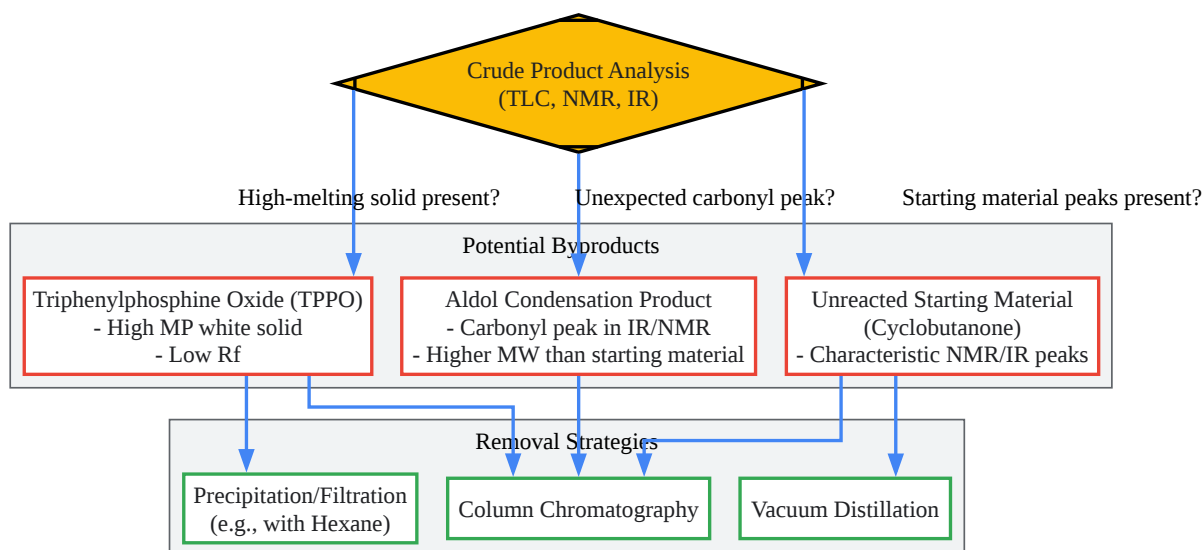 Crude Product Analysis
(TLC, NMR, IR)
High-melting solid present?
Unexpected carbonyl peak?
Starting material peaks present?
Potential Byproducts
Triphenylphosphine Oxide (TPPO)
- High MP white solid
- Low Rf
Aldol Condensation Product
- Carbonyl peak in IR/NMR
- Higher MW than starting material
Unreacted Starting Material
(Cyclobutanone)
- Characteristic NMR/IR peaks
Removal Strategies
Precipitation/Filtration
(e.g., with Hexane)
Column Chromatography
Vacuum Distillation